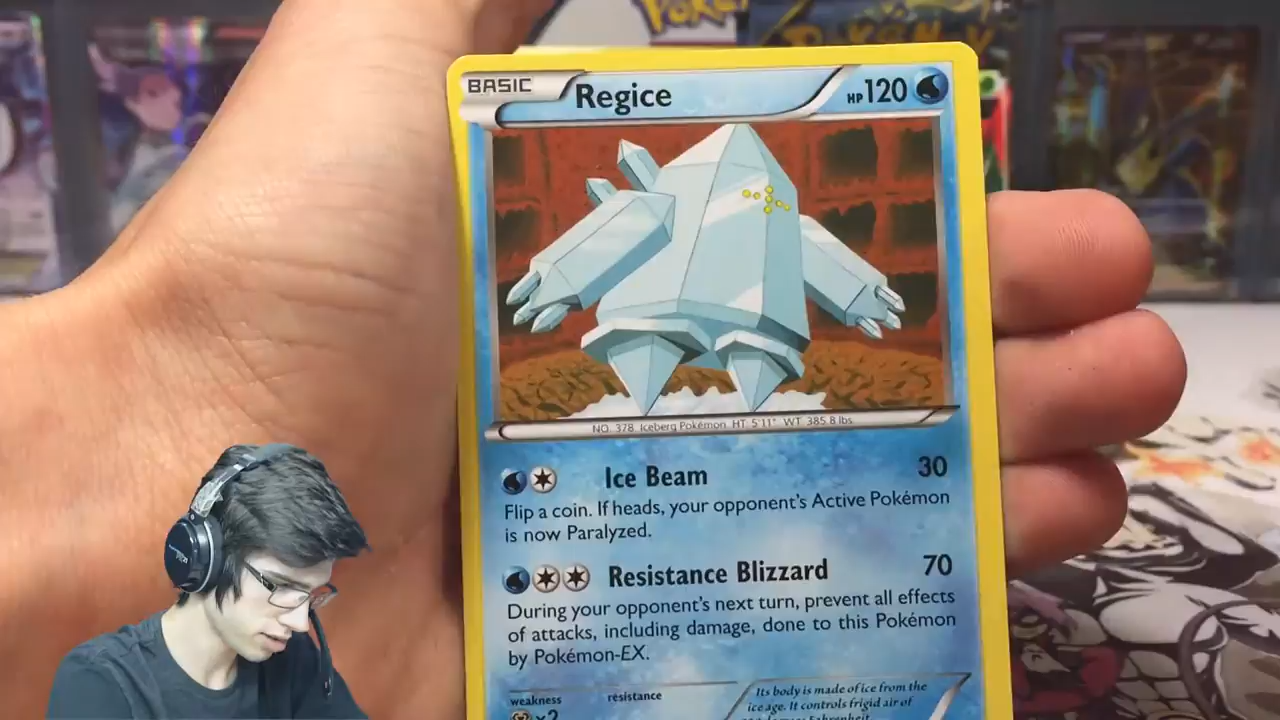 POKÉMON
BASIC
Regice
HP120
NO. 378 Iceberg Pokémon HT: 5'11" WT: 385.8 lbs.
Ice Beam 30
Flip a coin. If heads, your opponent's Active Pokémon
is now Paralyzed.
Resistance Blizzard 70
During your opponent's next turn, prevent all effects
of attacks, including damage, done to this Pokémon
by Pokémon-EX.
weakness resistance
×2
Its body is made of ice from the
ice age. It controls frigid air of